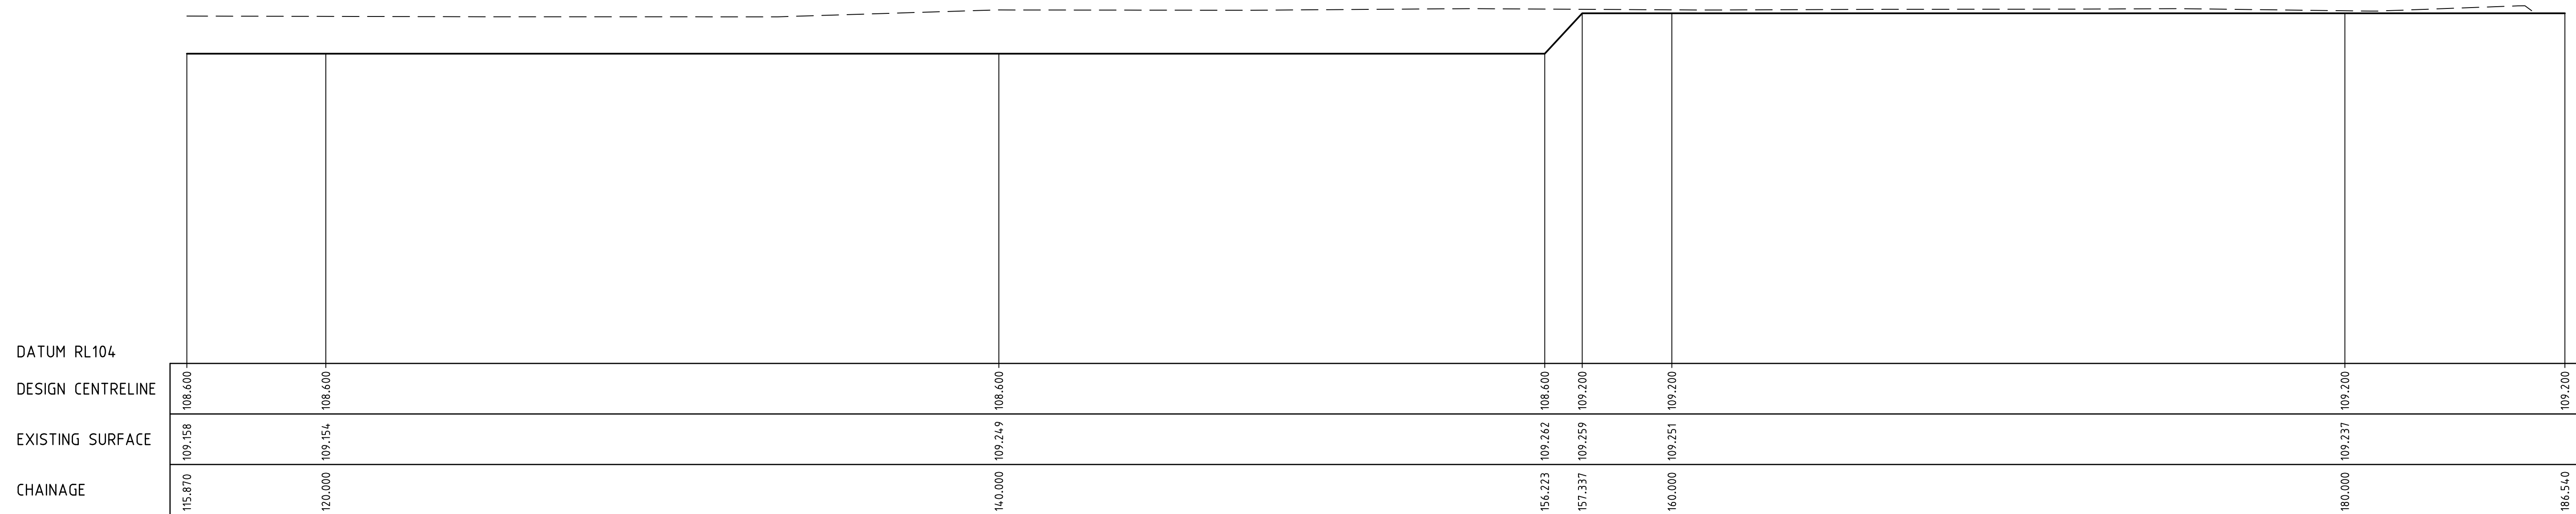 DATUM RL104
DESIGN CENTRELINE 108.600 108.600 108.600 108.600 109.200 109.200 109.200 109.200
EXISTING SURFACE 109.158 109.154 109.249 109.262 109.259 109.251 109.237
CHAINAGE 115.870 120.000 140.000 156.223 157.337 160.000 180.000 186.540